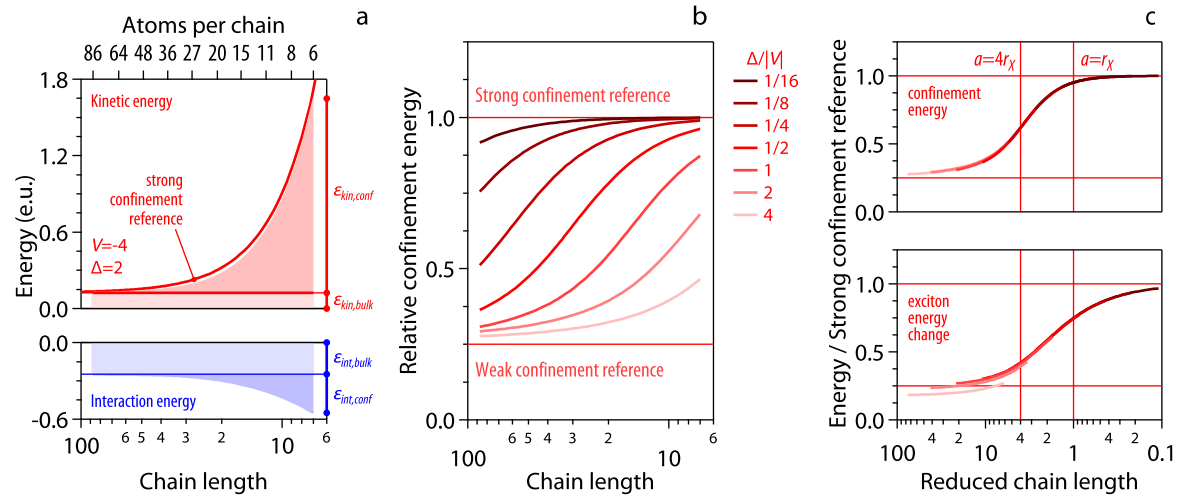 a
Atoms per chain
86 64 48 36 27 20 15 11 8 6
1.8
1.2
0.6
0.0
Energy (e.u.)
Kinetic energy
strong
confinement
reference
V=-4
Δ=2
εkin,conf
εkin,bulk
0.0
-0.6
Interaction energy
εint,bulk
εint,conf
100 6 5 4 3 2 10 6
Chain length
b
Relative confinement energy
1.0
0.5
0.0
Strong confinement reference
Weak confinement reference
100 6 5 4 3 2 10 6
Chain length
Δ/|V|
1/16
1/8
1/4
1/2
1
2
4
c
Energy / Strong confinement reference
a=4rX a=rX
1.0
0.5
0.0
confinement
energy
1.0
0.5
0.0
exciton
energy
change
100 4 2 10 4 2 1 4 2 0.1
Reduced chain length